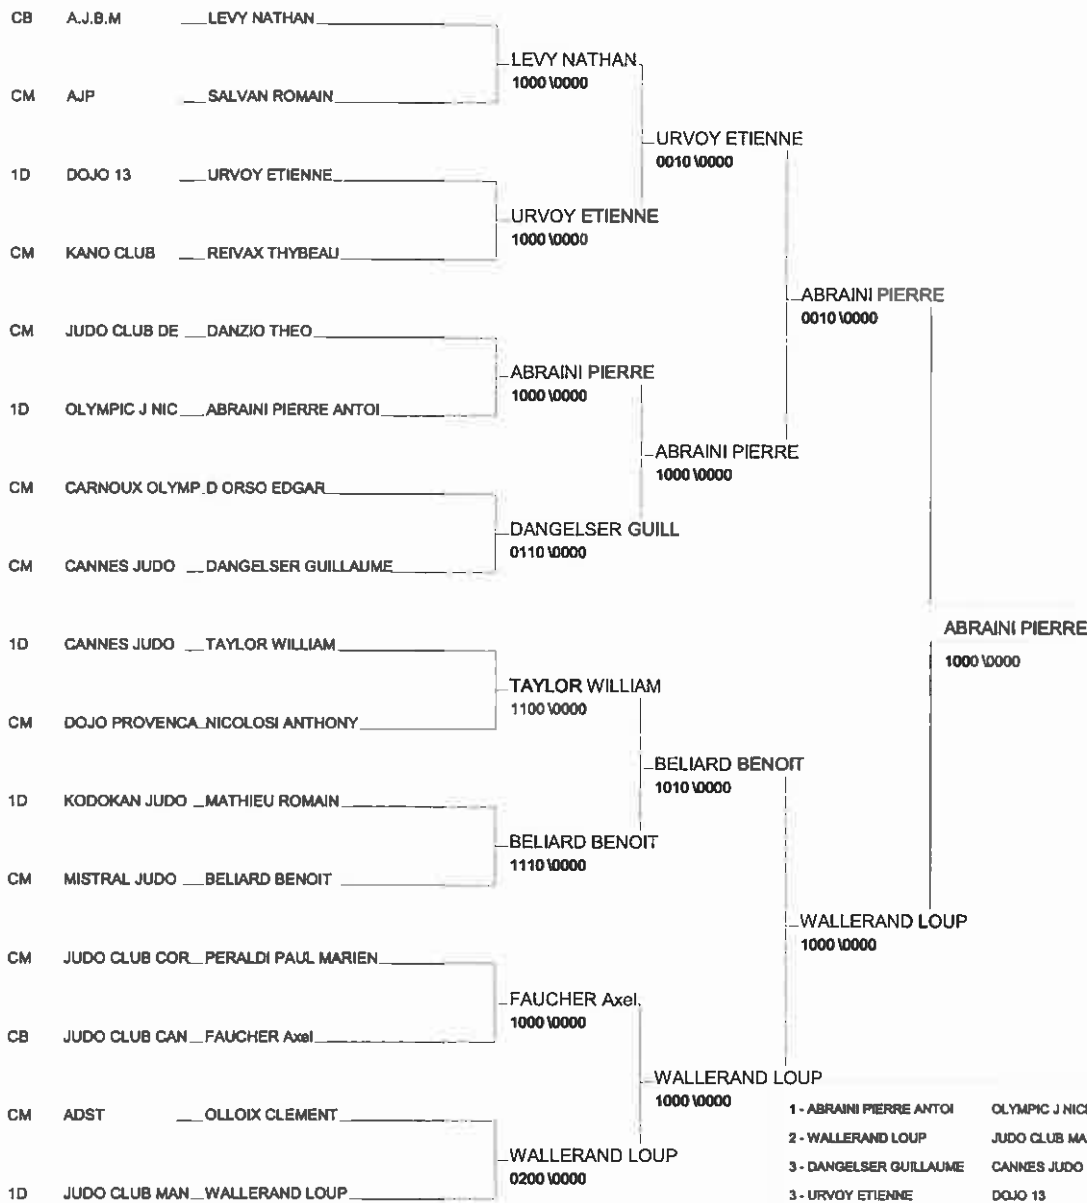 CB A.J.B.M LEVY NATHAN
LEVY NATHAN
1000 \0000
CM AJP SALVAN ROMAIN
URVOY ETIENNE
0010 \0000
1D DOJO 13 URVOY ETIENNE
URVOY ETIENNE
1000 \0000
CM KANO CLUB REIVAX THYBEAU
ABRAINI PIERRE
0010 \0000
CM JUDO CLUB DE DANZIO THEO
ABRAINI PIERRE
1000 \0000
1D OLYMPIC J NIC ABRAINI PIERRE ANTOI
ABRAINI PIERRE
1000 \0000
CM CARNOUX OLYMP D ORSO EDGAR
DANGELSER GUILL
0110 \0000
CM CANNES JUDO DANGELSER GUILLAUME
ABRAINI PIERRE
1000 \0000
1D CANNES JUDO TAYLOR WILLIAM
TAYLOR WILLIAM
1100 \0000
CM DOJO PROVENCA NICOLOSI ANTHONY
BELIARD BENOIT
1010 \0000
1D KODOKAN JUDO MATHIEU ROMAIN
BELIARD BENOIT
1110 \0000
CM MISTRAL JUDO BELIARD BENOIT
WALLERAND LOUP
1000 \0000
CM JUDO CLUB COR PERALDI PAUL MARIEN
FAUCHER Axel
1000 \0000
CB JUDO CLUB CAN FAUCHER Axel
WALLERAND LOUP
1000 \0000
CM ADST OLLOIX CLEMENT
WALLERAND LOUP
0200 \0000
1D JUDO CLUB MAN WALLERAND LOUP
1 - ABRAINI PIERRE ANTOI OLYMPIC J NIC
2 - WALLERAND LOUP JUDO CLUB MA
3 - DANGELSER GUILLAUME CANNES JUDO
3 - URVOY ETIENNE DOJO 13